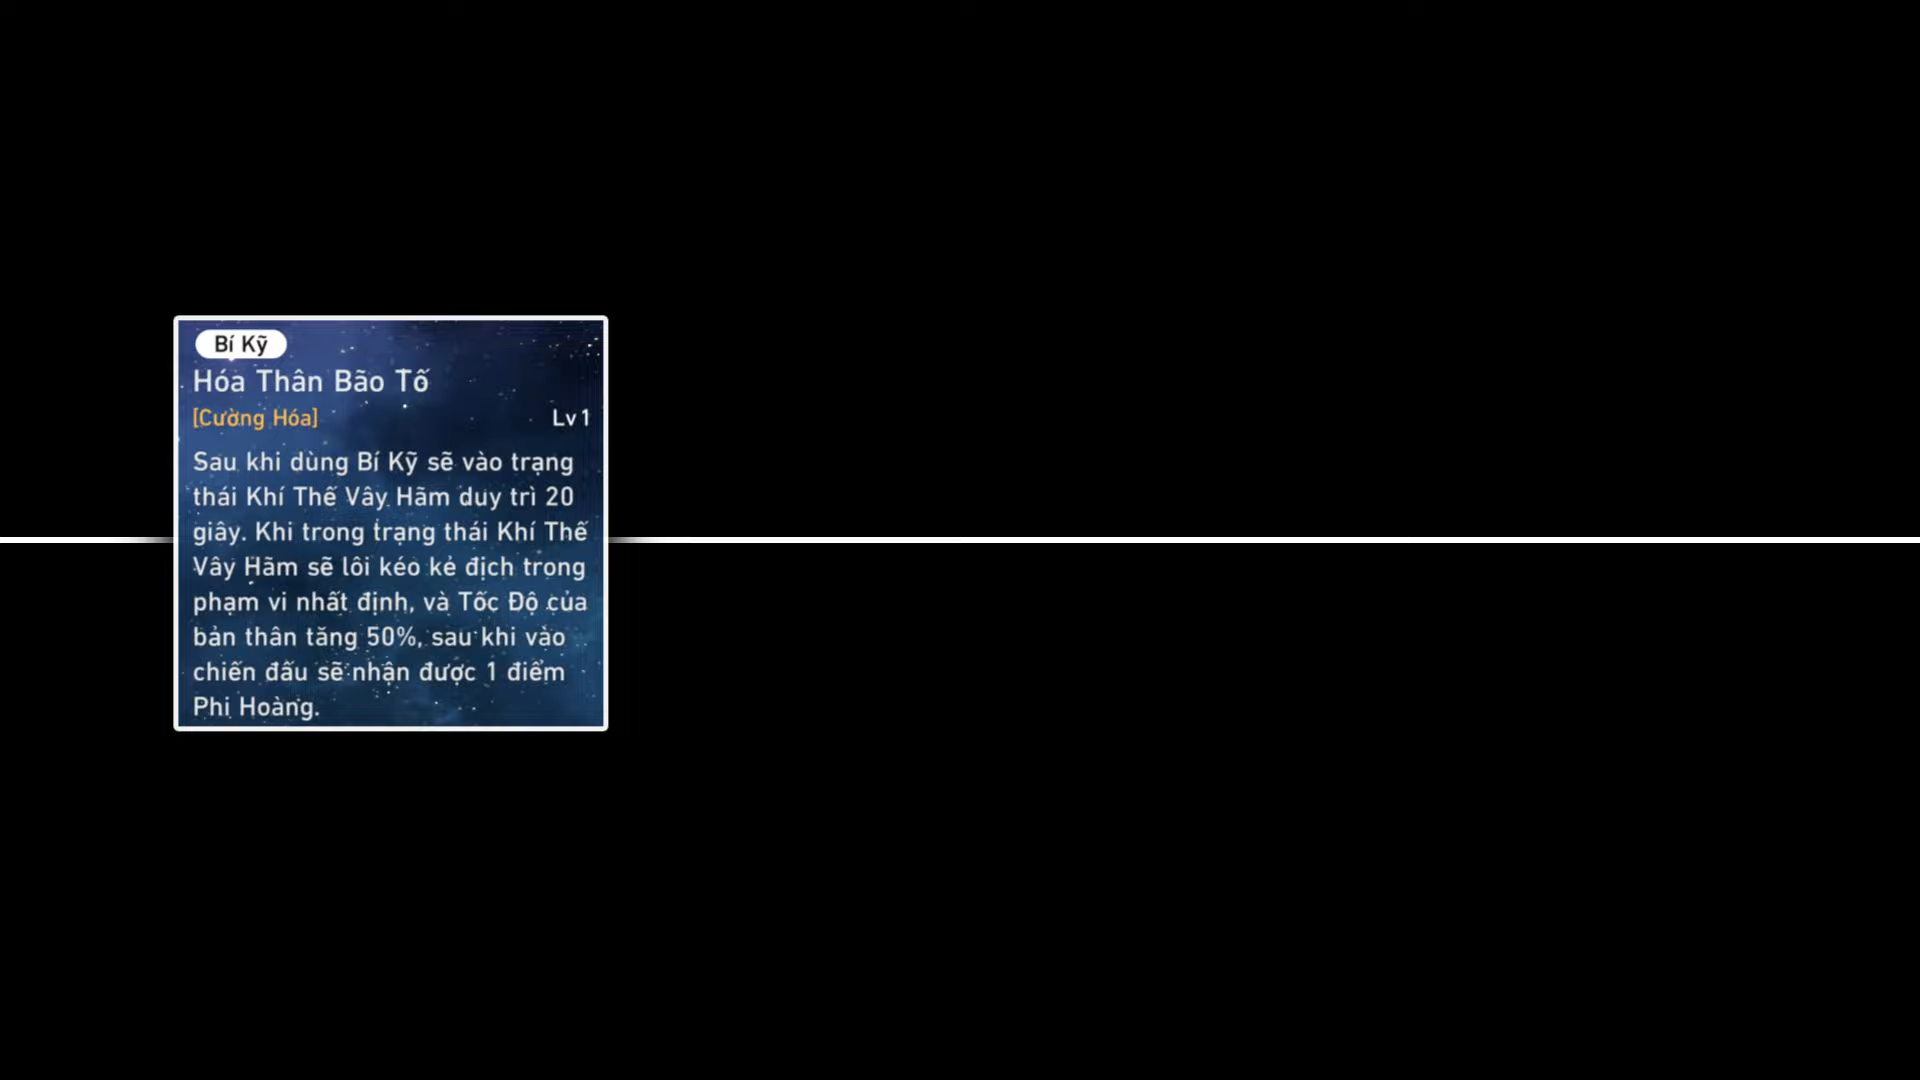 Bí Kỹ
Hóa Thân Bão Tố
[Cường Hóa] Lv 1
Sau khi dùng Bí Kỹ sẽ vào trạng
thái Khí Thế Vây Hãm duy trì 20
giây. Khi trong trạng thái Khí Thế
Vây Hãm sẽ lôi kéo kẻ địch trong
phạm vi nhất định, và Tốc Độ của
bản thân tăng 50%, sau khi vào
chiến đấu sẽ nhận được 1 điểm
Phi Hoàng.